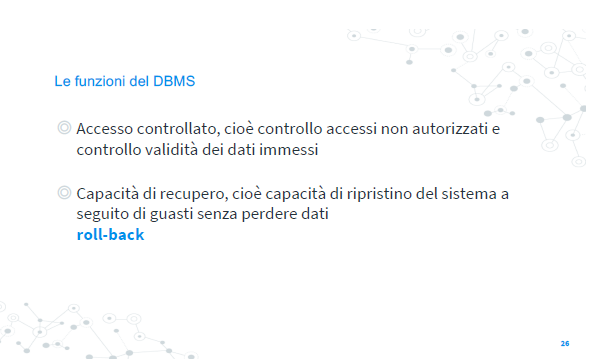 Le funzioni del DBMS
Accesso controllato, cioè controllo accessi non autorizzati e
controllo validità dei dati immessi
Capacità di recupero, cioè capacità di ripristino del sistema a
seguito di guasti senza perdere dati
roll-back
26